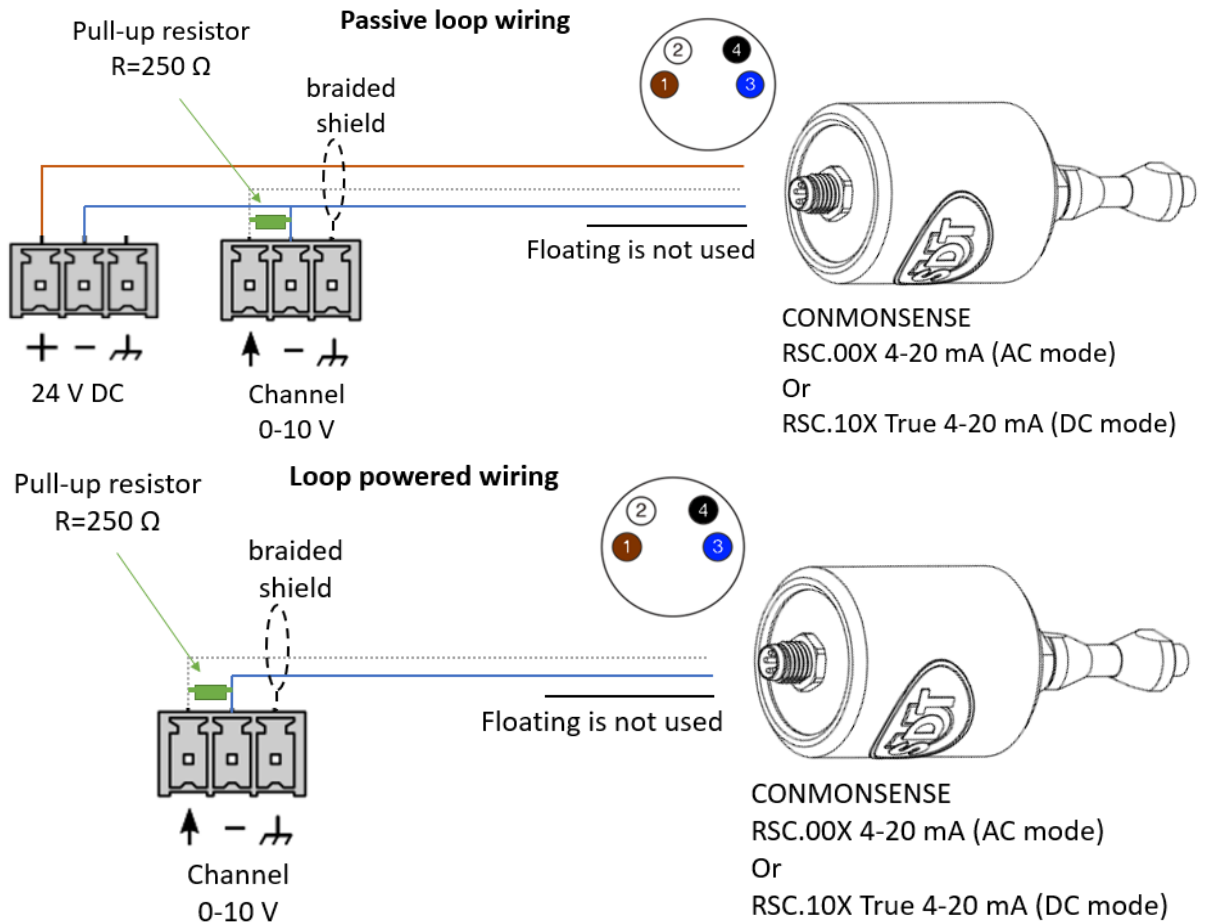 Passive loop wiring
Pull-up resistor
R=250 Ω
braided
shield
2
4
1
3
Floating is not used
SDT
+ -
24 V DC
-
Channel
0-10 V
CONMONSENSE
RSC.00X 4-20 mA (AC mode)
Or
RSC.10X True 4-20 mA (DC mode)
Loop powered wiring
Pull-up resistor
R=250 Ω
braided
shield
2
4
1
3
Floating is not used
SDT
-
Channel
0-10 V
CONMONSENSE
RSC.00X 4-20 mA (AC mode)
Or
RSC.10X True 4-20 mA (DC mode)